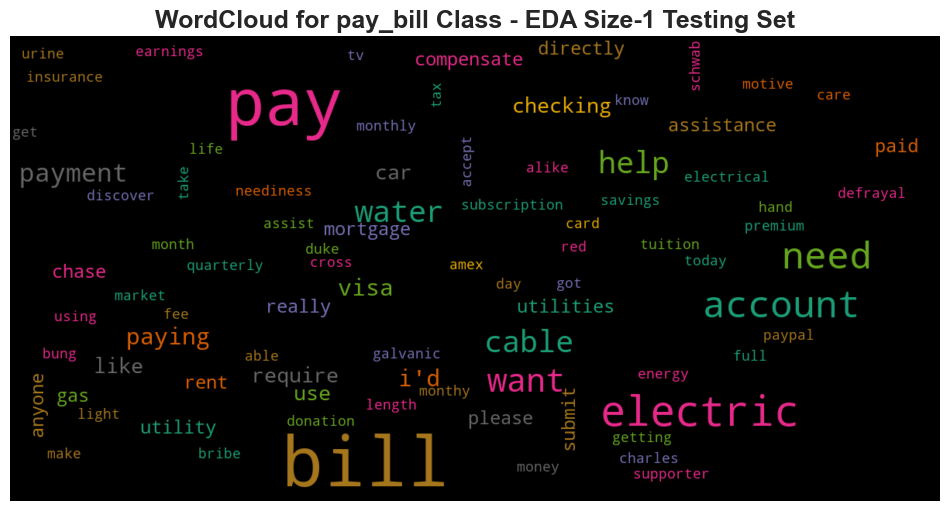 WordCloud for pay_bill Class - EDA Size-1 Testing Set
urine
earnings
tv
compensate
directly
schwab
insurance
pay
tax
checking
know
motive
care
get
monthly
assistance
life
accept
paid
payment
take
car
alike
help
electrical
discover
neediness
water
subscription
savings
hand
defrayal
assist
mortgage
card
premium
month
duke
red
tuition
need
chase
quarterly
cross
amex
today
market
visa
day
got
using
fee
really
utilities
account
paying
cable
paypal
bung
able
galvanic
full
like
require
i'd
want
energy
anyone
gas
rent
use
monthy
length
please
submit
electric
light
utility
donation
getting
make
bribe
bill
money
charles
supporter